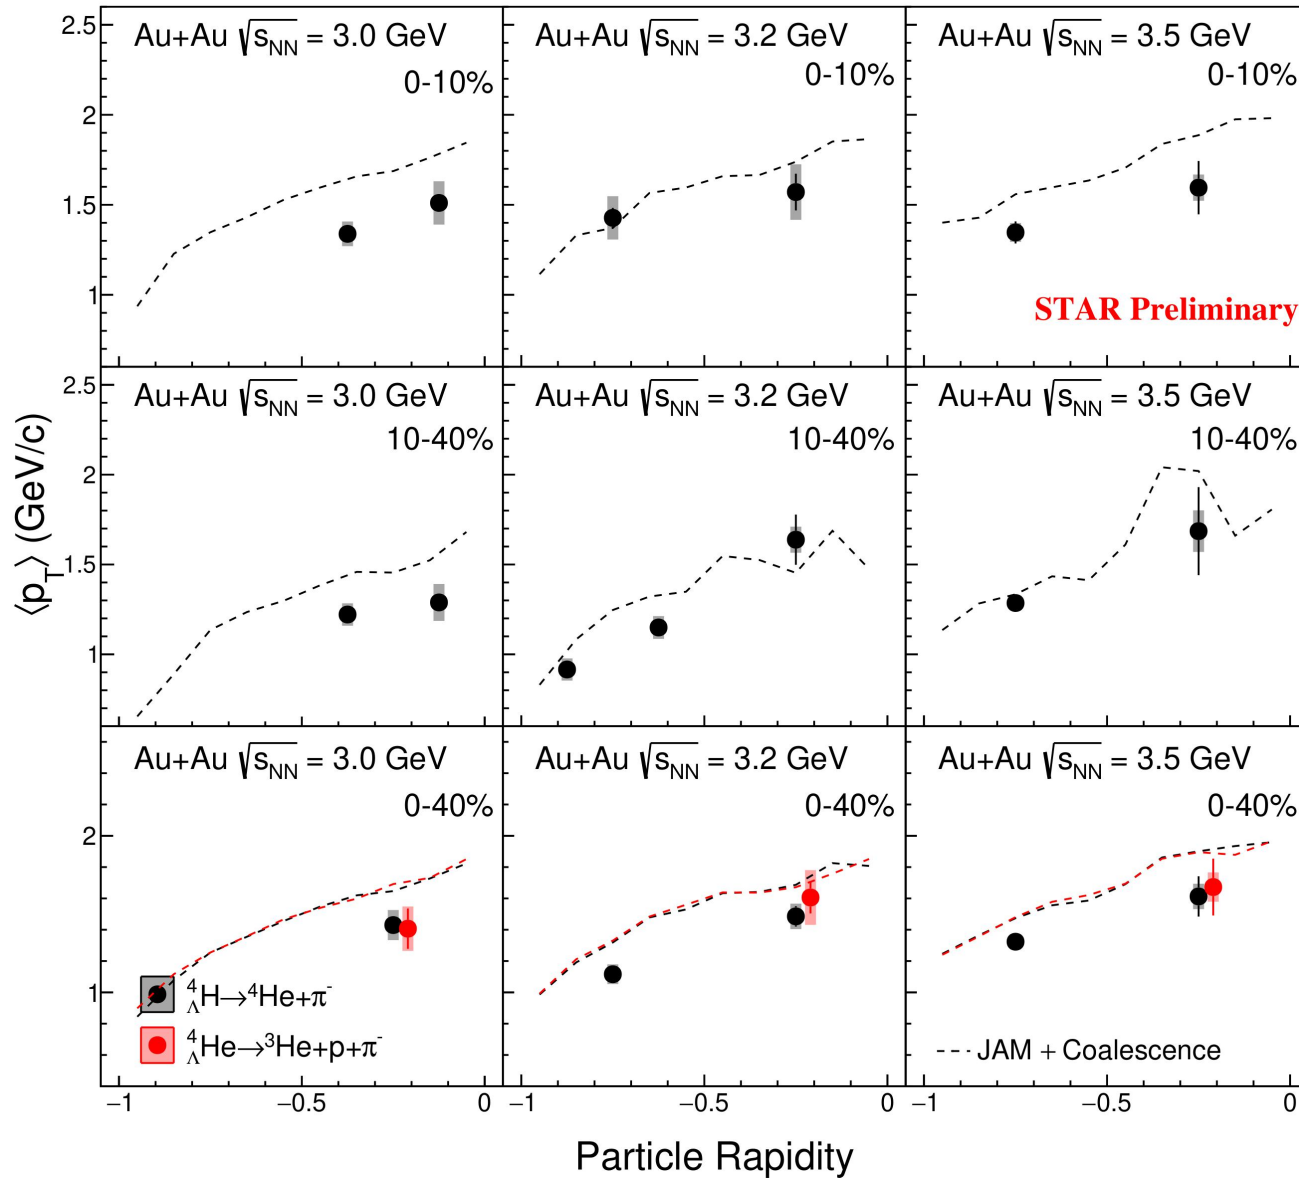 Au+Au √sNN = 3.0 GeV
0-10%
Au+Au √sNN = 3.2 GeV
0-10%
Au+Au √sNN = 3.5 GeV
0-10%
STAR Preliminary
2.5
2
1.5
1
Au+Au √sNN = 3.0 GeV
10-40%
Au+Au √sNN = 3.2 GeV
10-40%
Au+Au √sNN = 3.5 GeV
10-40%
2.5
2
1.5
1
⟨pT⟩ (GeV/c)
Au+Au √sNN = 3.0 GeV
0-40%
Au+Au √sNN = 3.2 GeV
0-40%
Au+Au √sNN = 3.5 GeV
0-40%
2
1
⁴ΛH→⁴He+π⁻
⁴ΛHe→³He+p+π⁻
JAM + Coalescence
−1 −0.5 0 −1 −0.5 0 −1 −0.5 0
Particle Rapidity